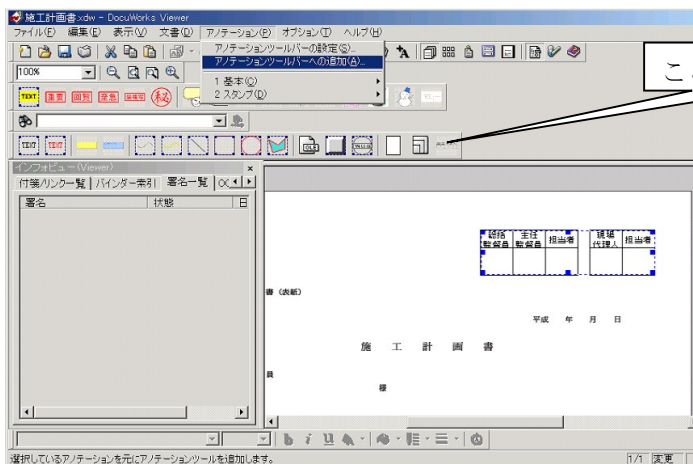 施工計画書.xdw - DocuWorks Viewer
ファイル(F) 編集(E) 表示(V) 文書(D) アノテーション(P) オプション(T) ヘルプ(H)
アノテーションツールバーの設定(S)...
アノテーションツールバーへの追加(A)...
1 基本(C)
2 スタンプ(D)
100%
TEXT 重要 回覧 至急
TEXT TEXT OLE
こ
インフォビュー(Viewer) ×
付箋/リンク一覧 バインダー索引 署名一覧
署名 状態 日
総括監督員 主任監督員 担当者 現場代理人 担当者
書 (表紙)
平成 年 月 日
施 工 計 画 書
員
様
b i U
選択しているアノテーションを元にアノテーションツールを追加します。 1/1 変更